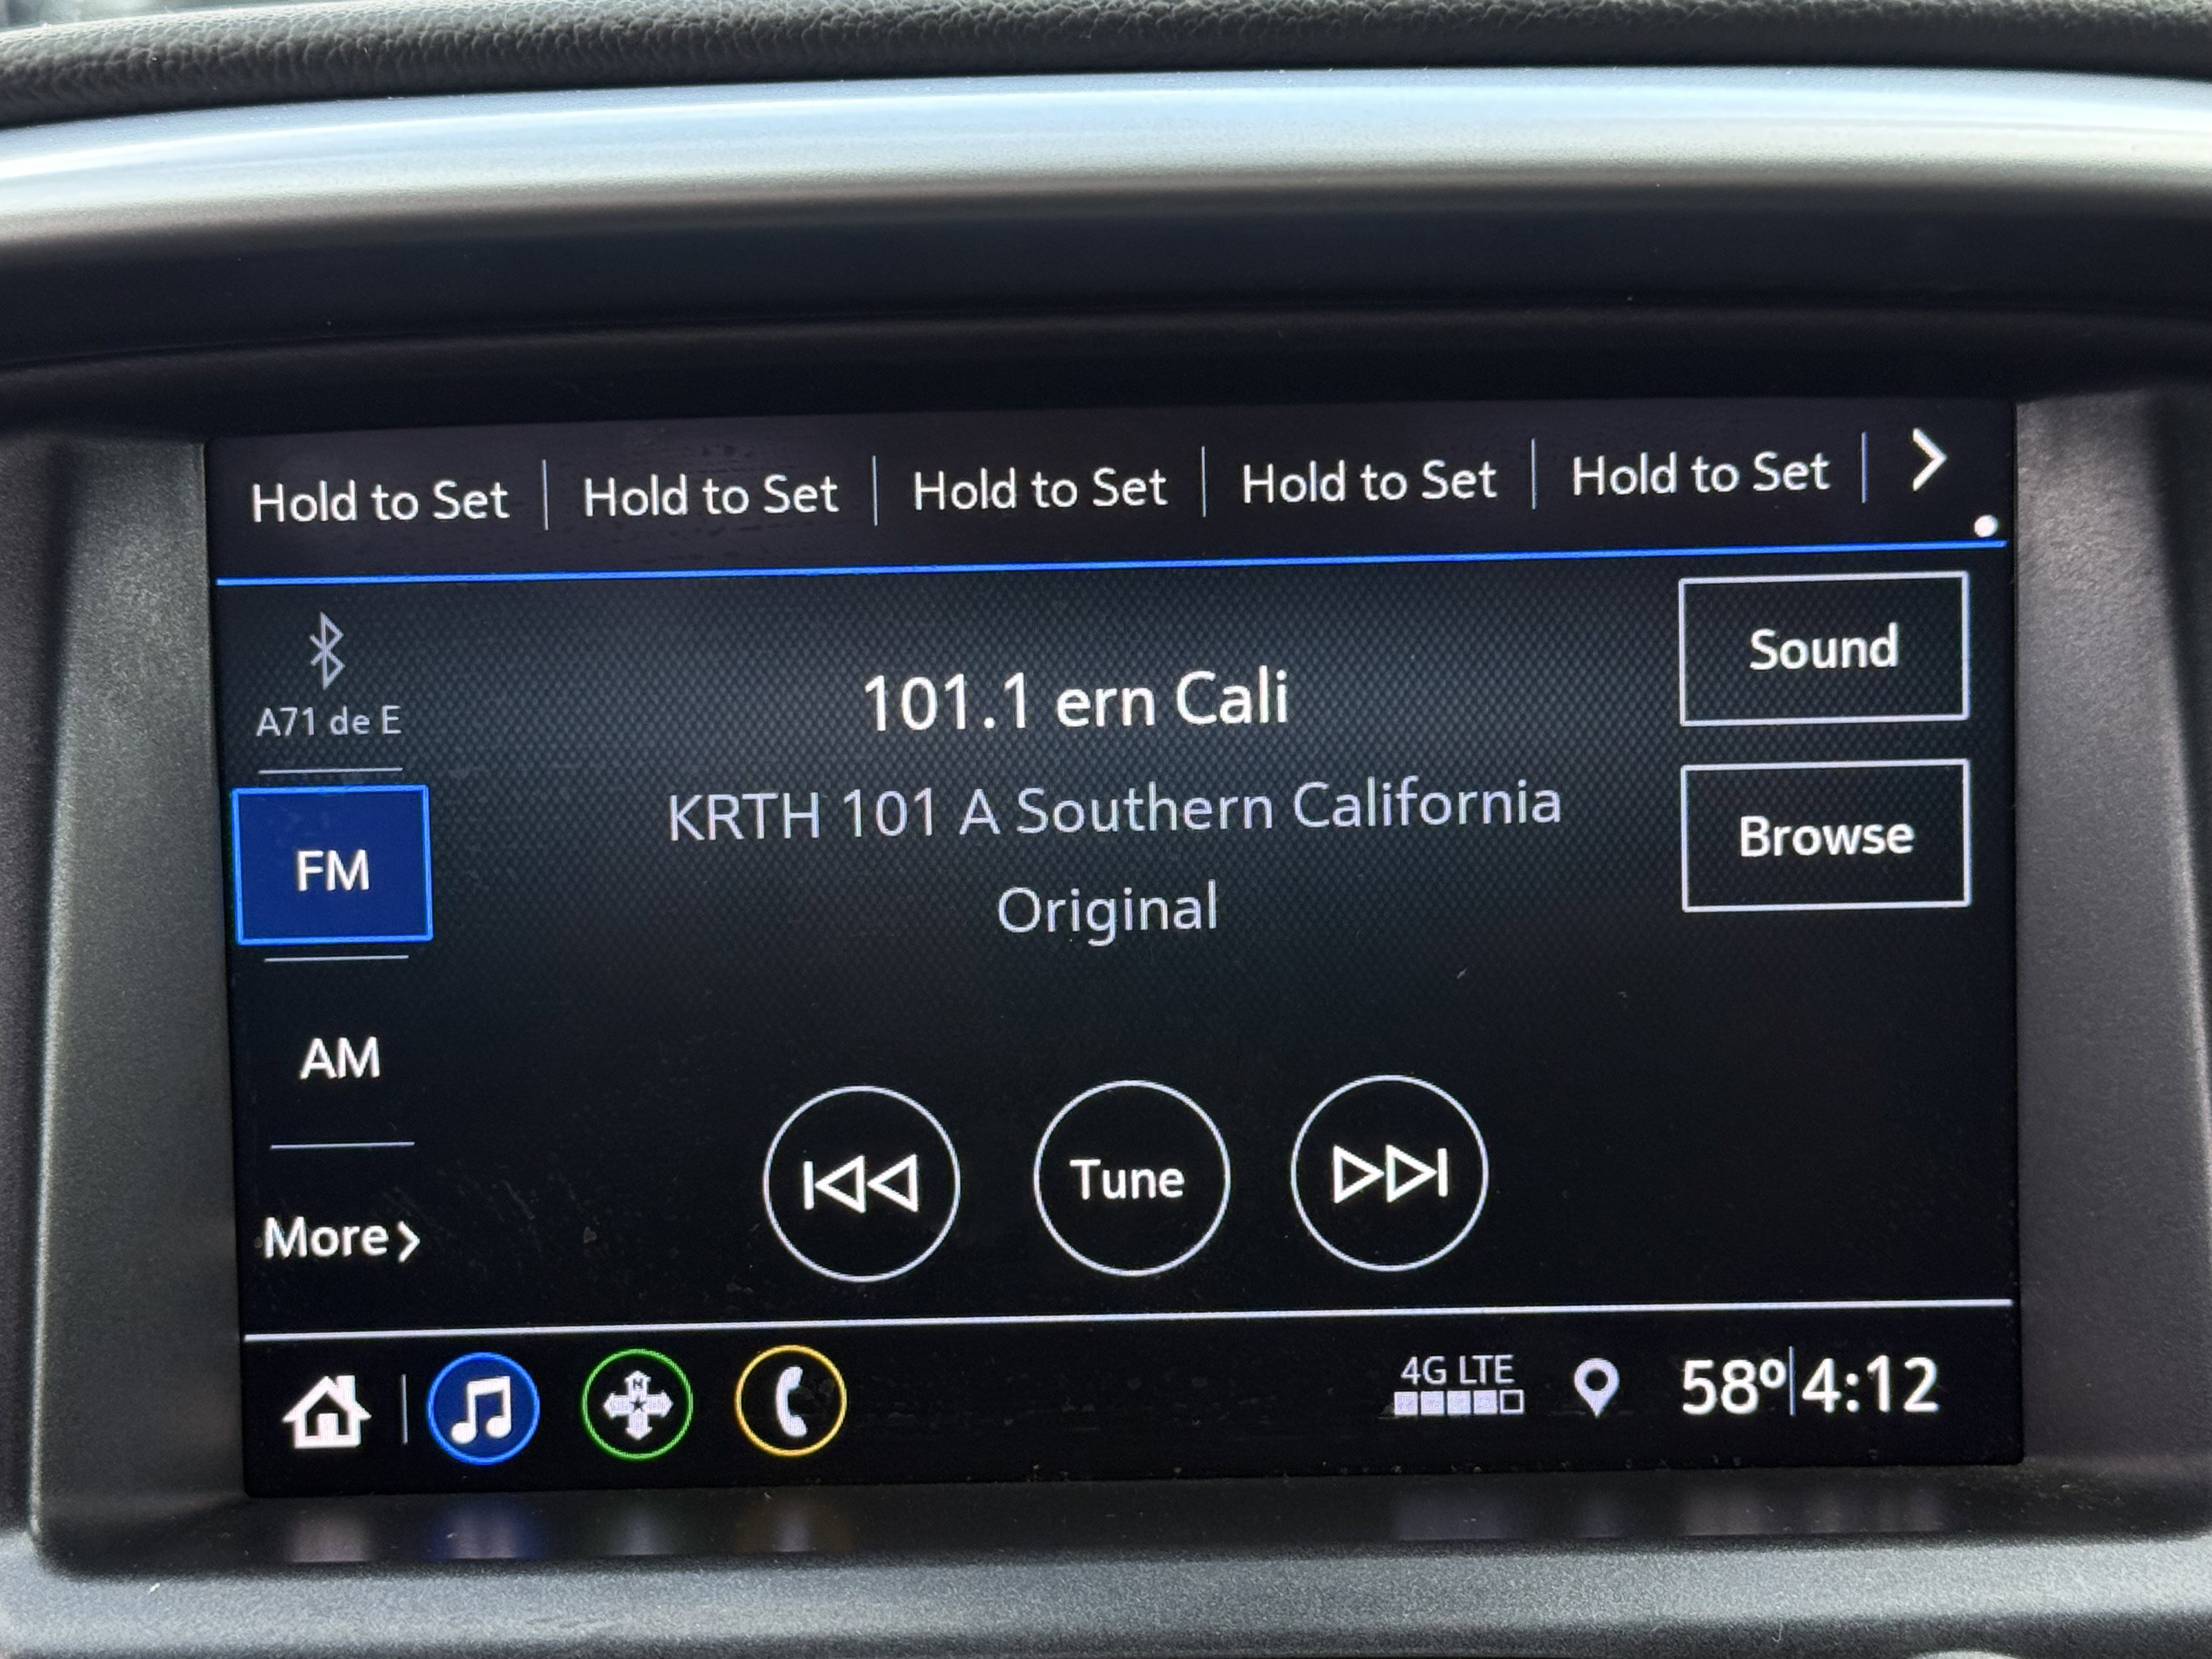 Hold to Set Hold to Set Hold to Set Hold to Set Hold to Set
A71 de E
FM
AM
More
101.1 ern Cali
KRTH 101 A Southern California
Original
Sound
Browse
Tune
N
4G LTE
58º 4:12